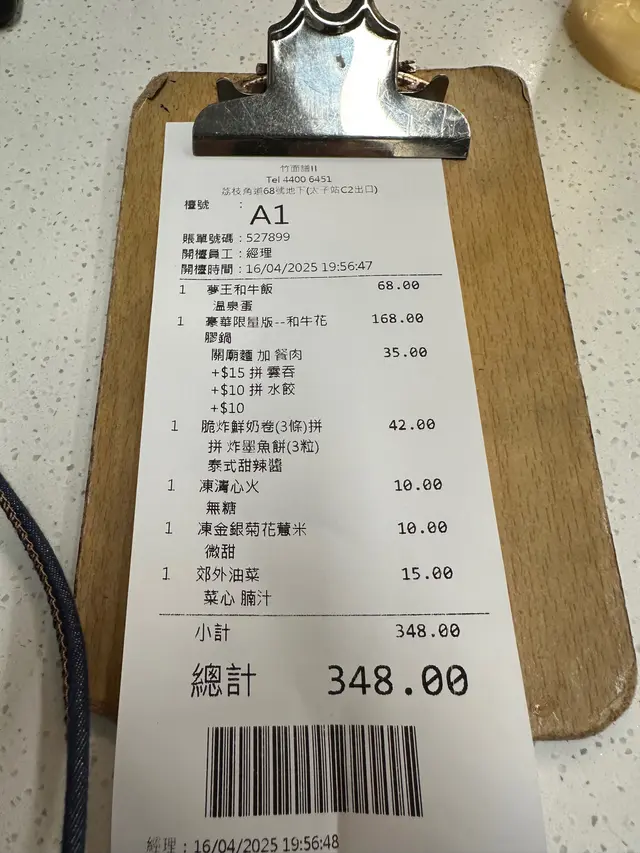 竹面譜II
Tel 4400 6451
荔枝角道68號地下(太子站C2出口)
檯號 : A1
賬單號碼 : 527899
開檯員工 : 經理
開檯時間 : 16/04/2025 19:56:47
1 夢王和牛飯 68.00
溫泉蛋
1 豪華限量版--和牛花 168.00
膠鍋
關廟麵 加 餐肉 35.00
+$15 拼 雲吞
+$10 拼 水餃
+$10
1 脆炸鮮奶卷(3條)拼 42.00
拼 炸墨魚餅(3粒)
泰式甜辣醬
1 凍清心火 10.00
無糖
1 凍金銀菊花薏米 10.00
微甜
1 郊外油菜 15.00
菜心 腩汁
小計 348.00
總計 348.00
經理 : 16/04/2025 19:56:48